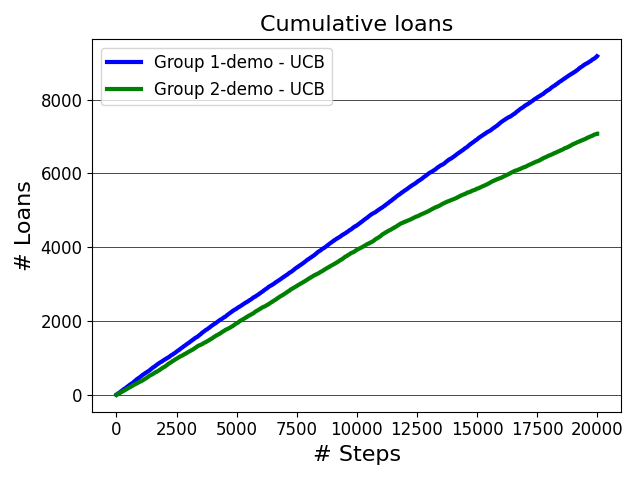 Cumulative loans
Group 1-demo - UCB
Group 2-demo - UCB
# Loans
8000
6000
4000
2000
0
0 2500 5000 7500 10000 12500 15000 17500 20000
# Steps